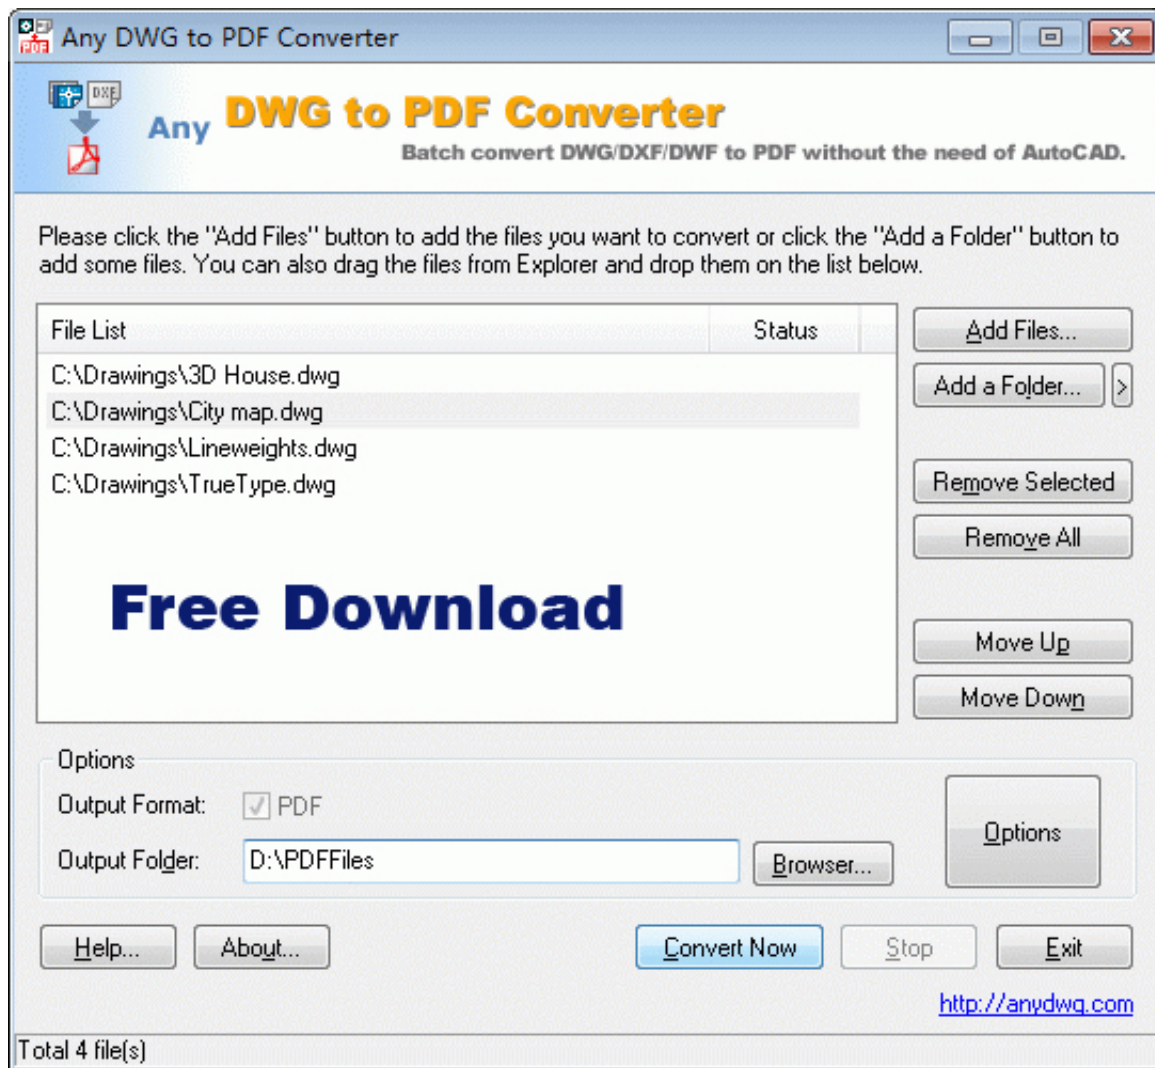 Any DWG to PDF Converter
DXF
Any DWG to PDF Converter
Batch convert DWG/DXF/DWF to PDF without the need of AutoCAD.
Please click the "Add Files" button to add the files you want to convert or click the "Add a Folder" button to
add some files. You can also drag the files from Explorer and drop them on the list below.
File List Status
C:\Drawings\3D House.dwg
C:\Drawings\City map.dwg
C:\Drawings\Lineweights.dwg
C:\Drawings\TrueType.dwg
Free Download
Add Files...
Add a Folder... >
Remove Selected
Remove All
Move Up
Move Down
Options
Output Format: PDF
Output Folder: D:\PDFFiles Browser...
Options
Help... About... Convert Now Stop Exit
http://anydwg.com
Total 4 file(s)